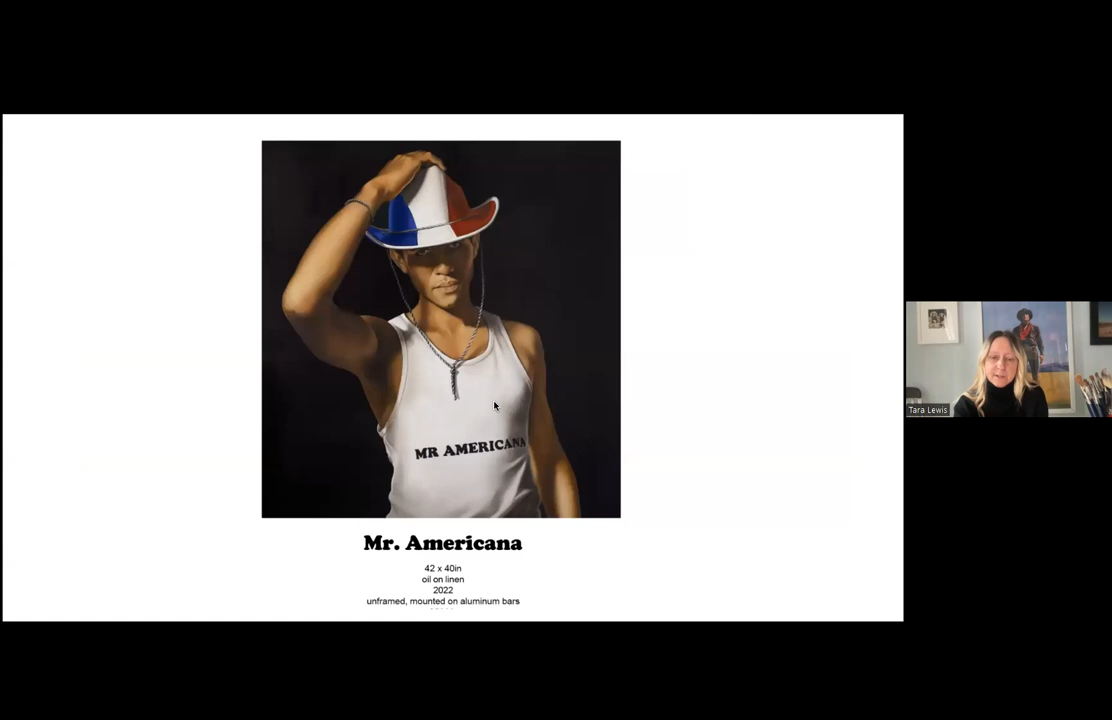 MR AMERICANA
Mr. Americana
42 x 40in
oil on linen
2022
unframed, mounted on aluminum bars
Tara Lewis